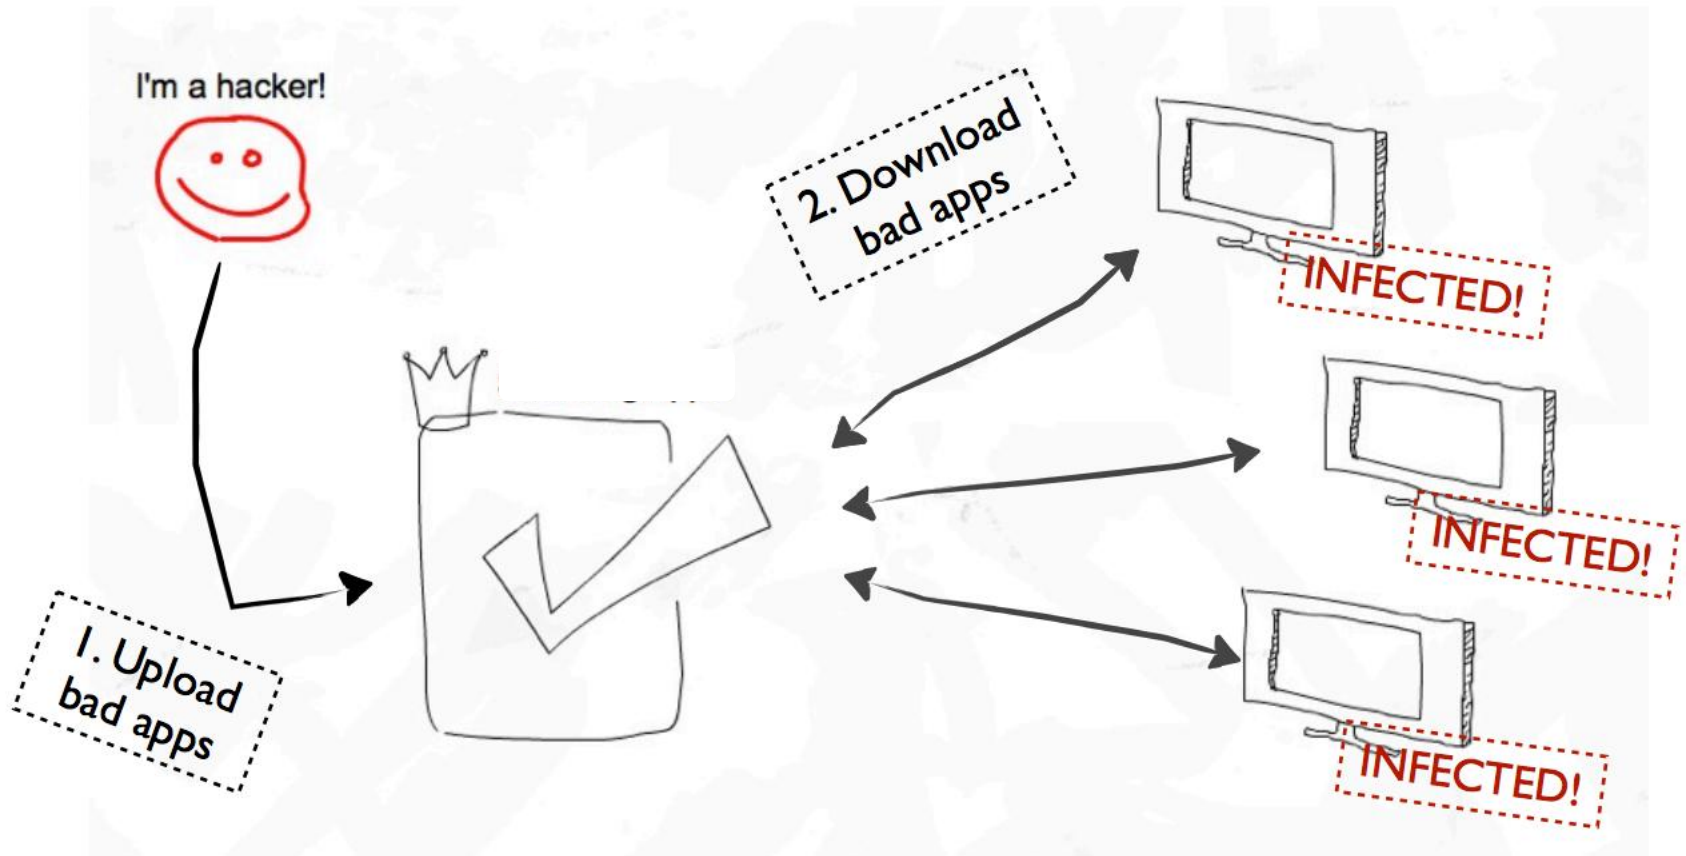 I'm a hacker!
2. Download
bad apps
INFECTED!
INFECTED!
1. Upload
bad apps
INFECTED!